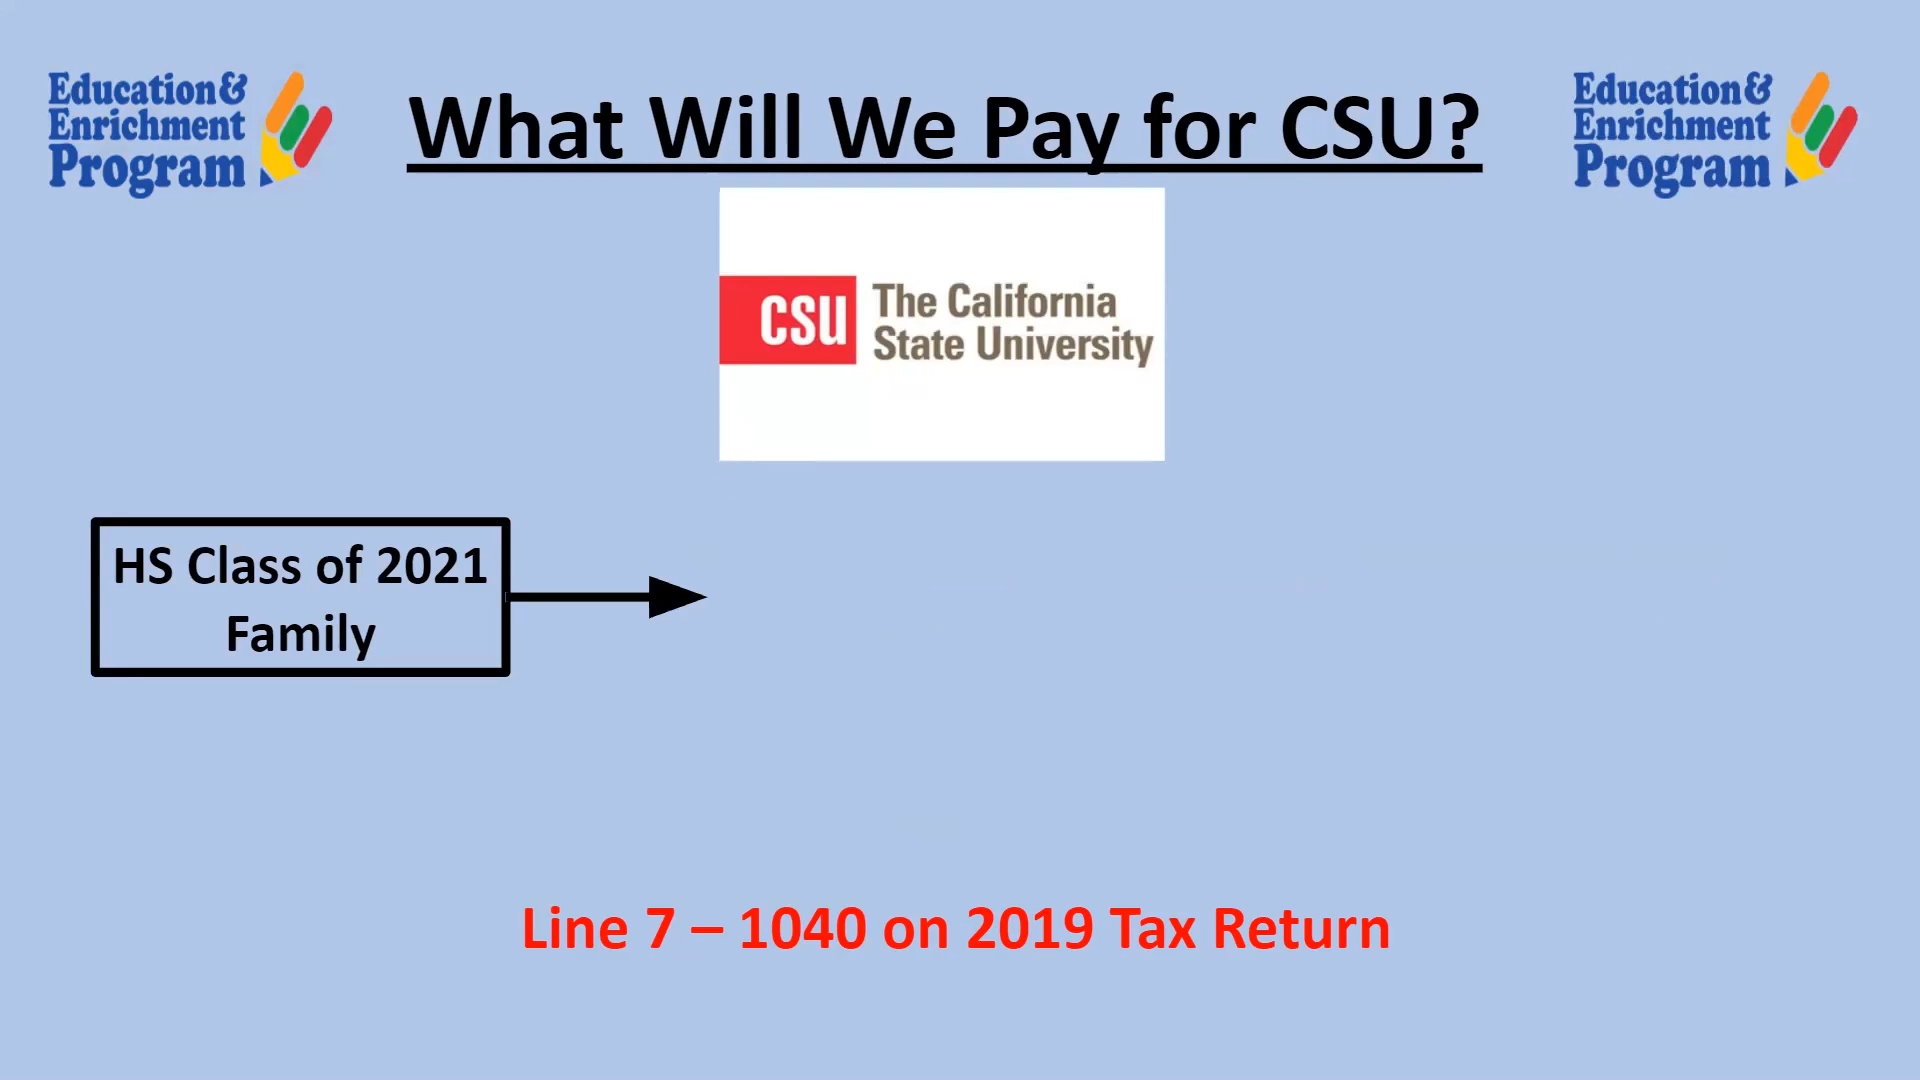 Education&
Enrichment
Program
What Will We Pay for CSU?
Education&
Enrichment
Program
CSU The California
State University
HS Class of 2021
Family
Line 7 – 1040 on 2019 Tax Return